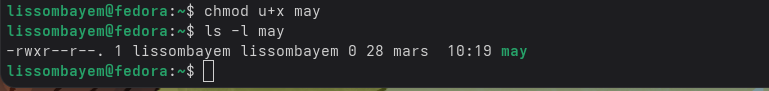 lissombayem@fedora:~$ chmod u+x may
lissombayem@fedora:~$ ls -l may
-rwxr--r--. 1 lissombayem lissombayem 0 28 mars  10:19 may
lissombayem@fedora:~$